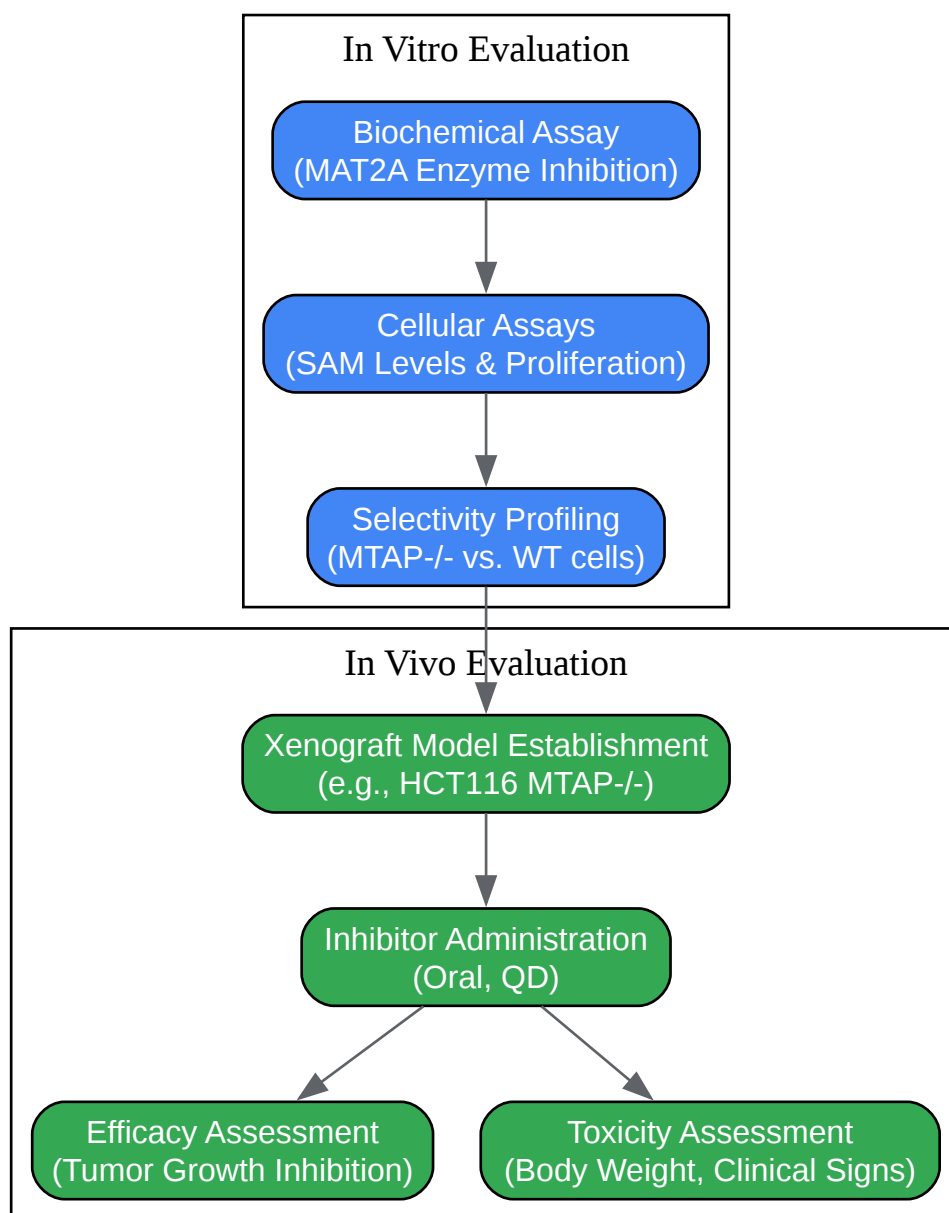 In Vitro Evaluation
Biochemical Assay
(MAT2A Enzyme Inhibition)
Cellular Assays
(SAM Levels & Proliferation)
Selectivity Profiling
(MTAP-/- vs. WT cells)
In Vivo Evaluation
Xenograft Model Establishment
(e.g., HCT116 MTAP-/-)
Inhibitor Administration
(Oral, QD)
Efficacy Assessment
(Tumor Growth Inhibition)
Toxicity Assessment
(Body Weight, Clinical Signs)